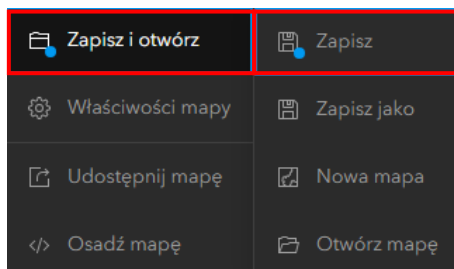 Zapisz i otwórz
Zapisz
Właściwości mapy
Zapisz jako
Udostępnij mapę
Nowa mapa
Osadź mapę
Otwórz mapę